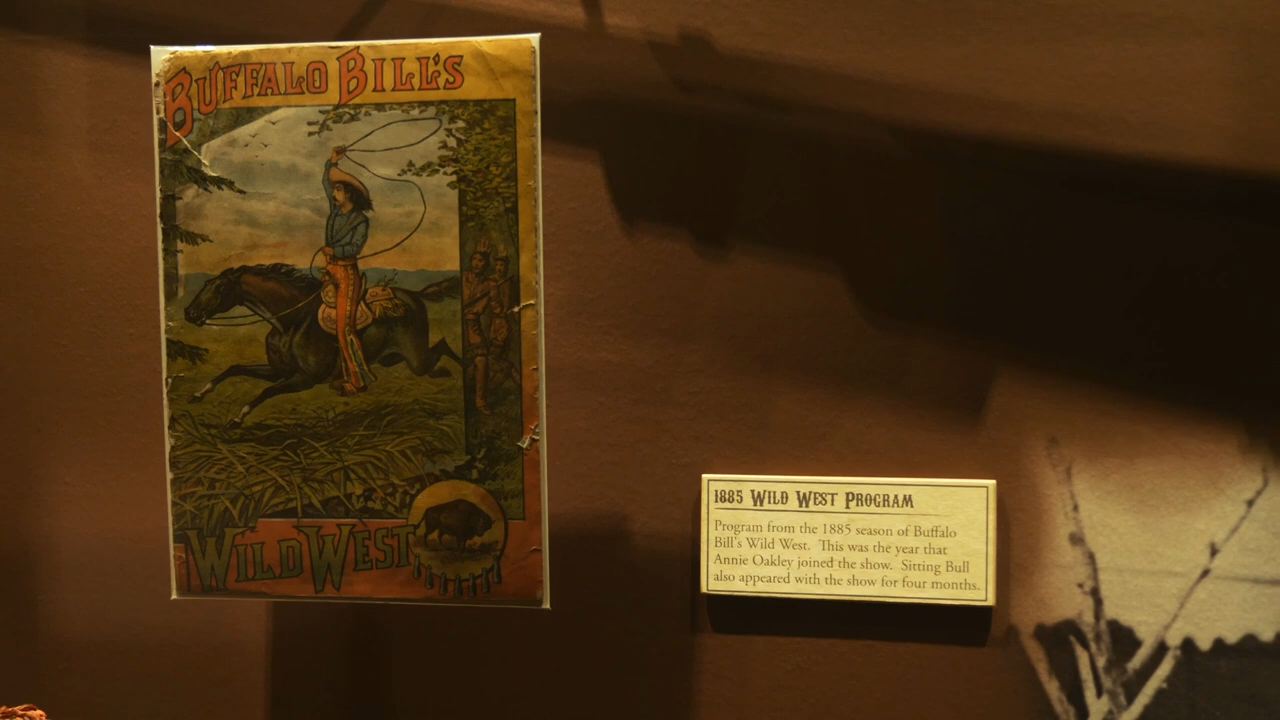 BUFFALO BILL'S
WILD WEST
1885 WILD WEST PROGRAM
Program from the 1885 season of Buffalo
Bill's Wild West. This was the year that
Annie Oakley joined the show. Sitting Bull
also appeared with the show for four months.